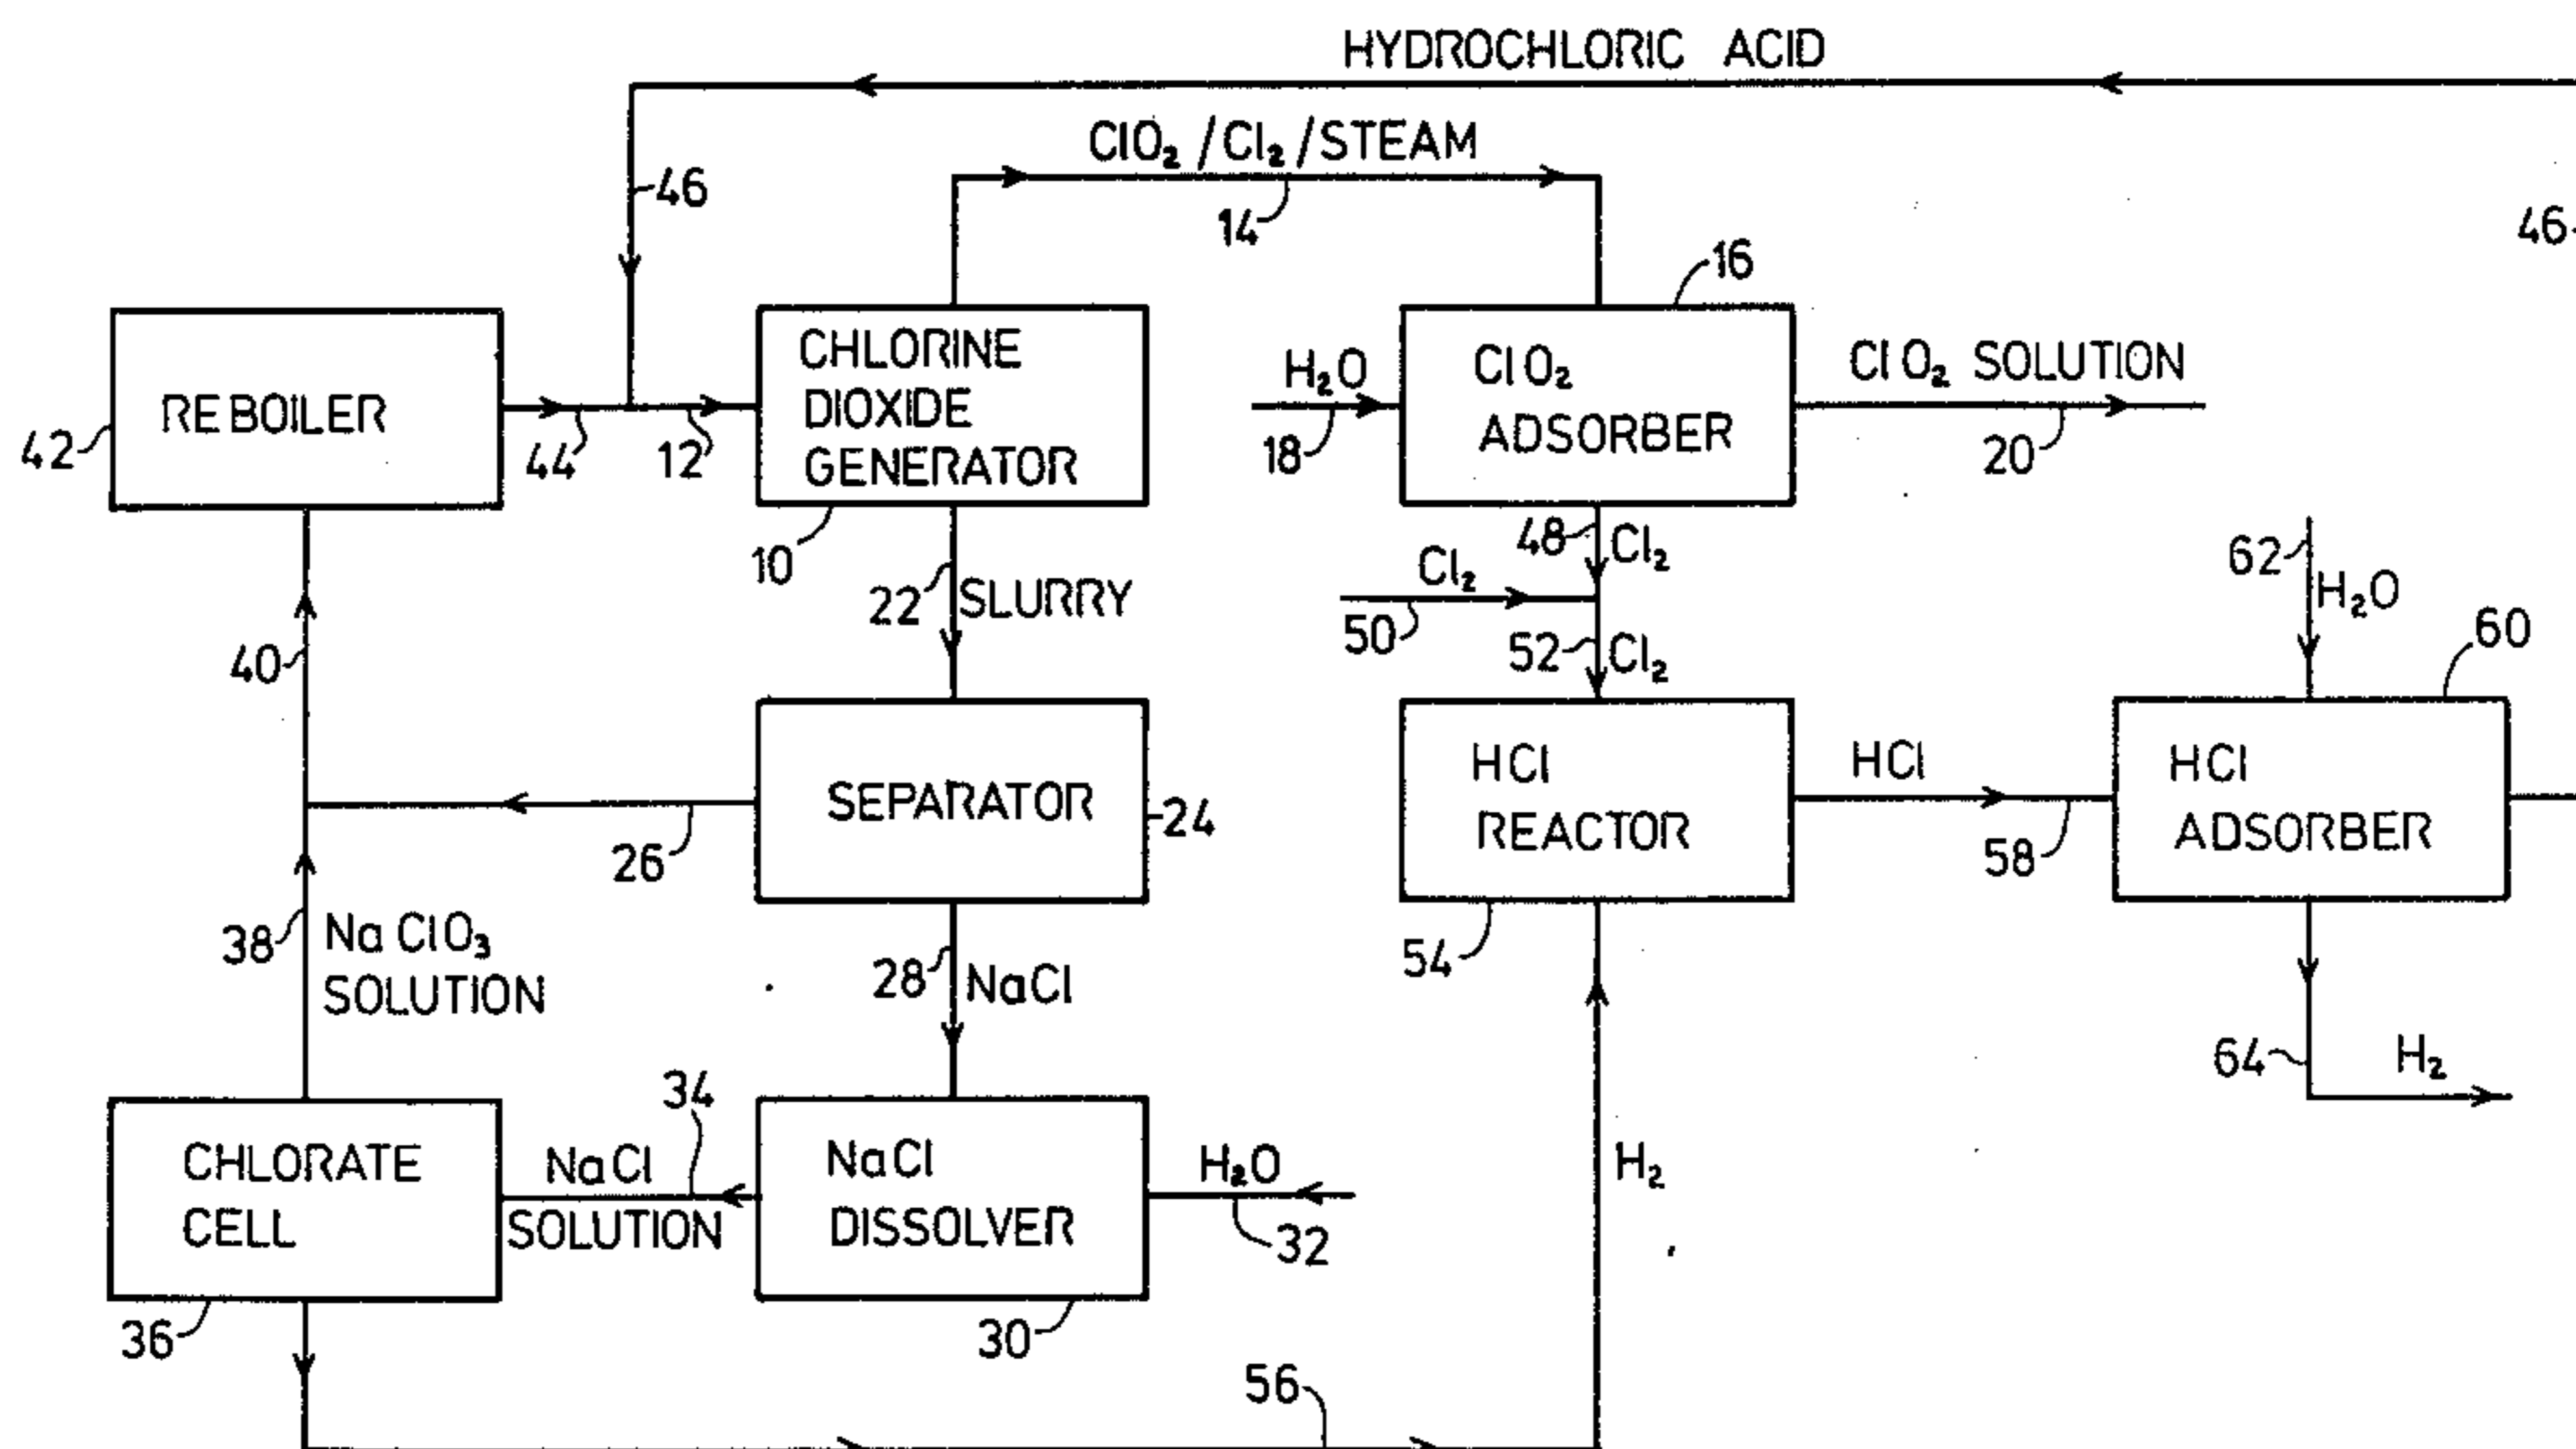 HYDROCHLORIC ACID
ClO₂/Cl₂/STEAM
46
14
46
16
REBOILER
42
44
12
CHLORINE
DIOXIDE
GENERATOR
10
H₂O
18
ClO₂
ADSORBER
ClO₂ SOLUTION
20
48
Cl₂
Cl₂
50
52
Cl₂
22
SLURRY
62
H₂O
60
40
SEPARATOR
24
26
HCl
REACTOR
54
HCl
58
HCl
ADSORBER
38
NaClO₃
SOLUTION
28
NaCl
64
H₂
34
CHLORATE
CELL
36
NaCl
SOLUTION
NaCl
DISSOLVER
30
H₂O
32
H₂
56